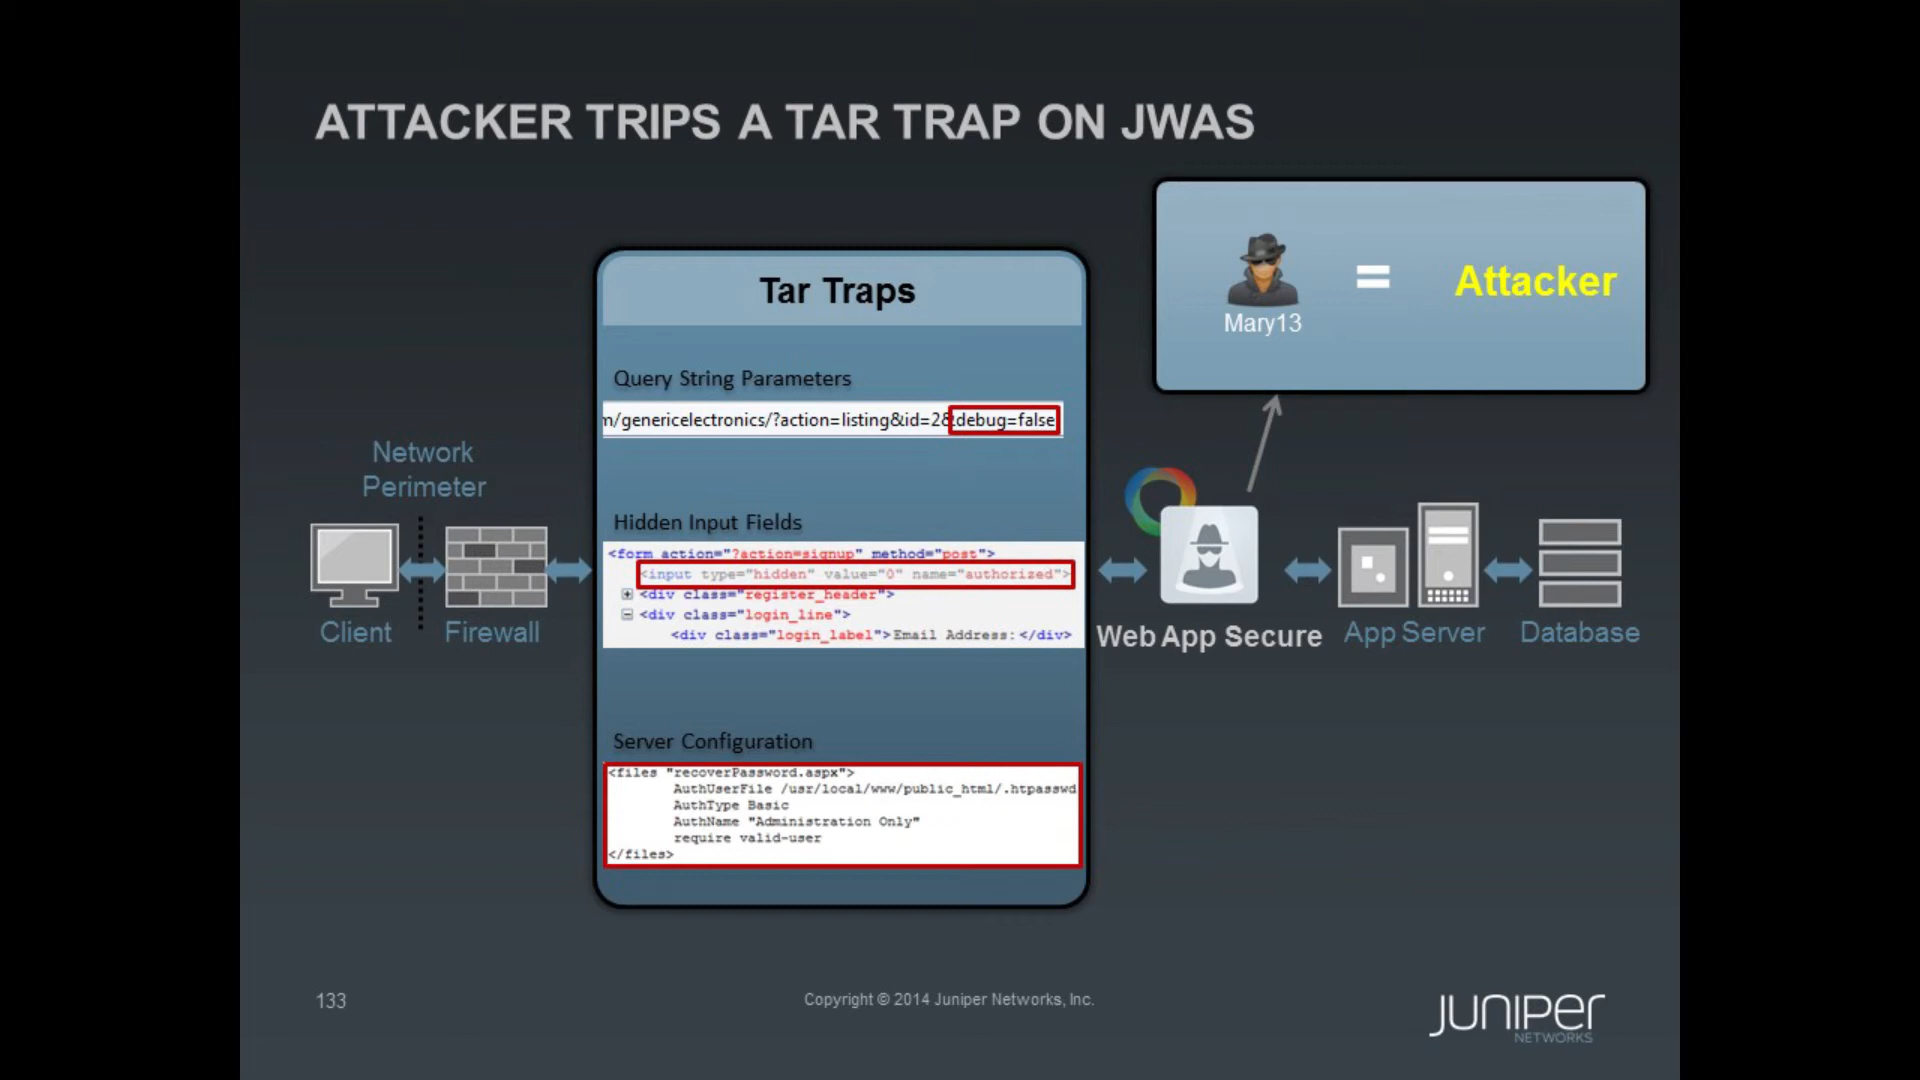 ATTACKER TRIPS A TAR TRAP ON JWAS
Mary13
=
Attacker
Tar Traps
Query String Parameters
m/genericelectronics/?action=listing&id=2&debug=false
Hidden Input Fields
<form action="?action=signup" method="post">
<input type="hidden" value="0" name="authorized">
<div class="register_header">
<div class="login_line">
<div class="login_label">Email Address:</div>
Server Configuration
<files "recoverPassword.aspx">
AuthUserFile /usr/local/www/public_html/.htpasswd
AuthType Basic
AuthName "Administration Only"
require valid-user
</files>
Network
Perimeter
Client
Firewall
Web App Secure
App Server
Database
133
Copyright © 2014 Juniper Networks, Inc.
JUNIPER
NETWORKS